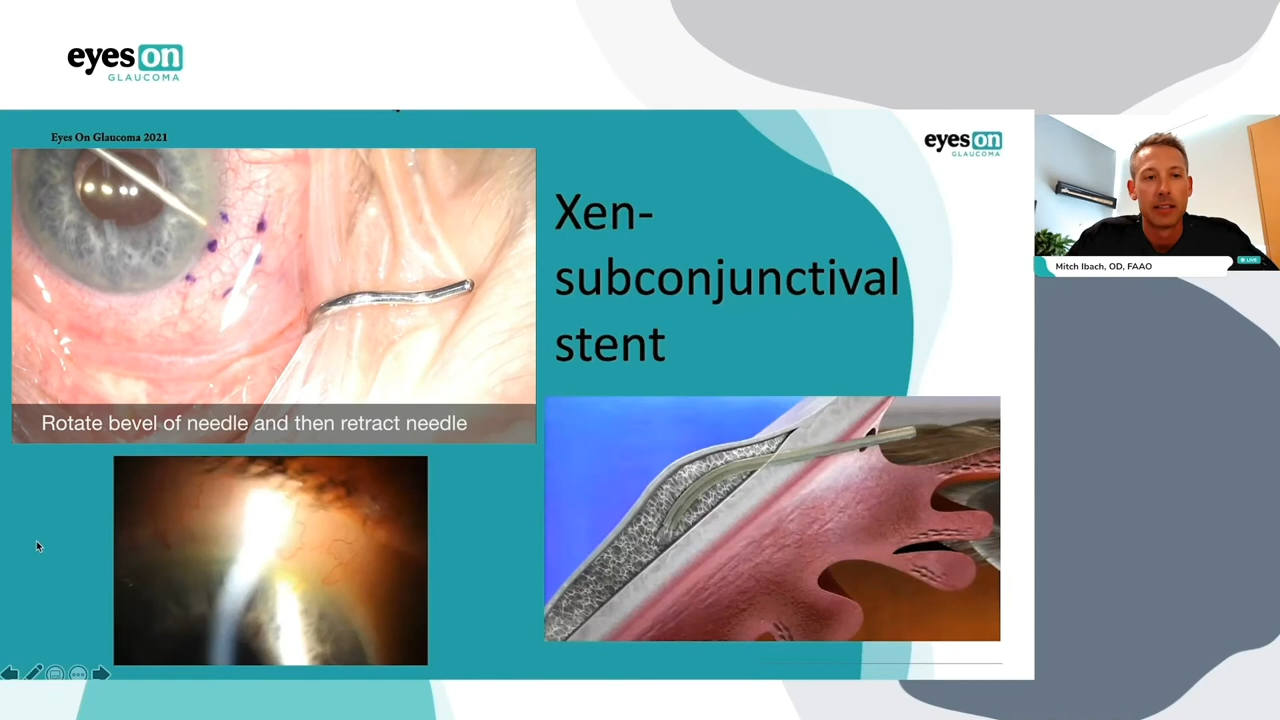 eyes on
GLAUCOMA
Eyes On Glaucoma 2021
eyes on
GLAUCOMA
Xen-
subconjunctival
stent
Rotate bevel of needle and then retract needle
Mitch Ibach, OD, FAAO
LIVE